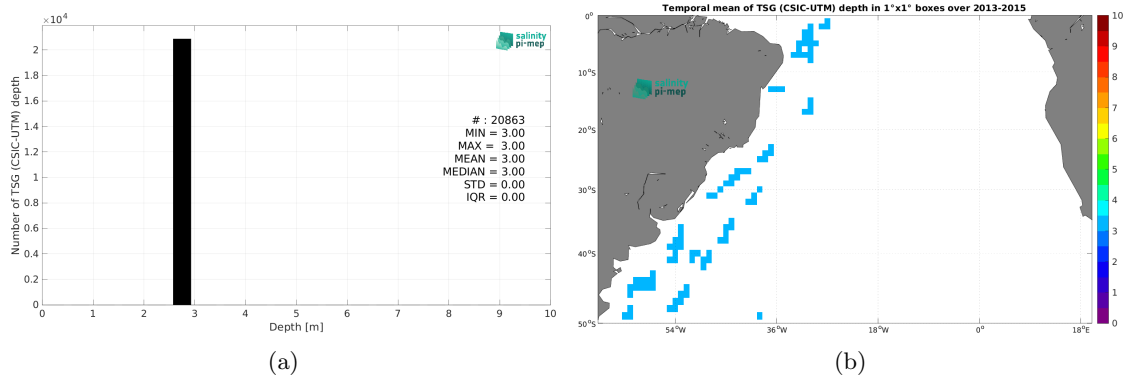 ×10⁴
Number of TSG (CSIC-UTM) depth
2
1.8
1.6
1.4
1.2
1
0.8
0.6
0.4
0.2
0
0 1 2 3 4 5 6 7 8 9 10
Depth [m]
salinity
pi-mep
# : 20863
MIN = 3.00
MAX = 3.00
MEAN = 3.00
MEDIAN = 3.00
STD = 0.00
IQR = 0.00
(a)
Temporal mean of TSG (CSIC-UTM) depth in 1°x1° boxes over 2013-2015
0°
10°S
20°S
30°S
40°S
50°S
54°W 36°W 18°W 0° 18°E
salinity
pi-mep
10
9
8
7
6
5
4
3
2
1
0
(b)